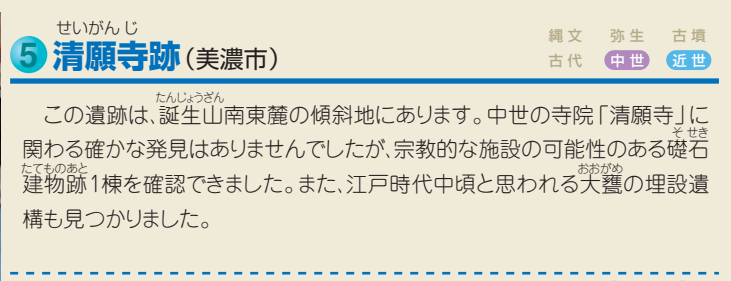 せいがんじ
5 清願寺跡(美濃市)
縄文 弥生 古墳
古代 中世 近世
たんじょうざん
この遺跡は、誕生山南東麓の傾斜地にあります。中世の寺院「清願寺」に
そせき
関わる確かな発見はありませんでしたが、宗教的な施設の可能性のある礎石
たてものあと おおがめ
建物跡1棟を確認できました。また、江戸時代中頃と思われる大甕の埋設遺
構も見つかりました。